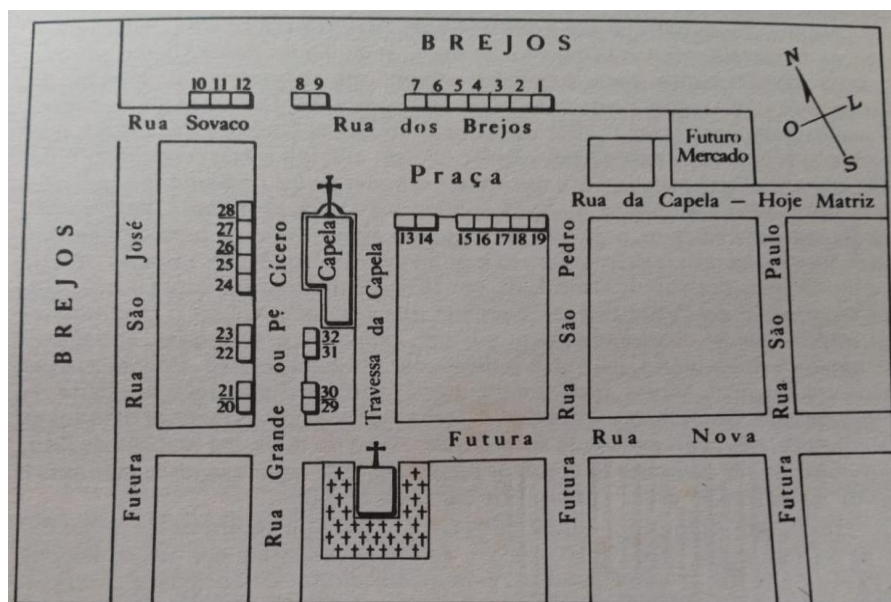 BREJOS
N
L
O
S
10 11 12
8 9
7 6 5 4 3 2 1
Rua Sovaco
Rua dos Brejos
Futuro
Mercado
Praça
Rua da Capela — Hoje Matriz
BREJOS
Futura Rua São José
28
27
26
25
24
23
22
21
20
Rua Grande ou Pe Cícero
Capela
32
31
30
29
Travessa da Capela
13 14
15 16 17 18 19
Futura Rua São Pedro
Futura Rua São Paulo
Futura Rua Nova